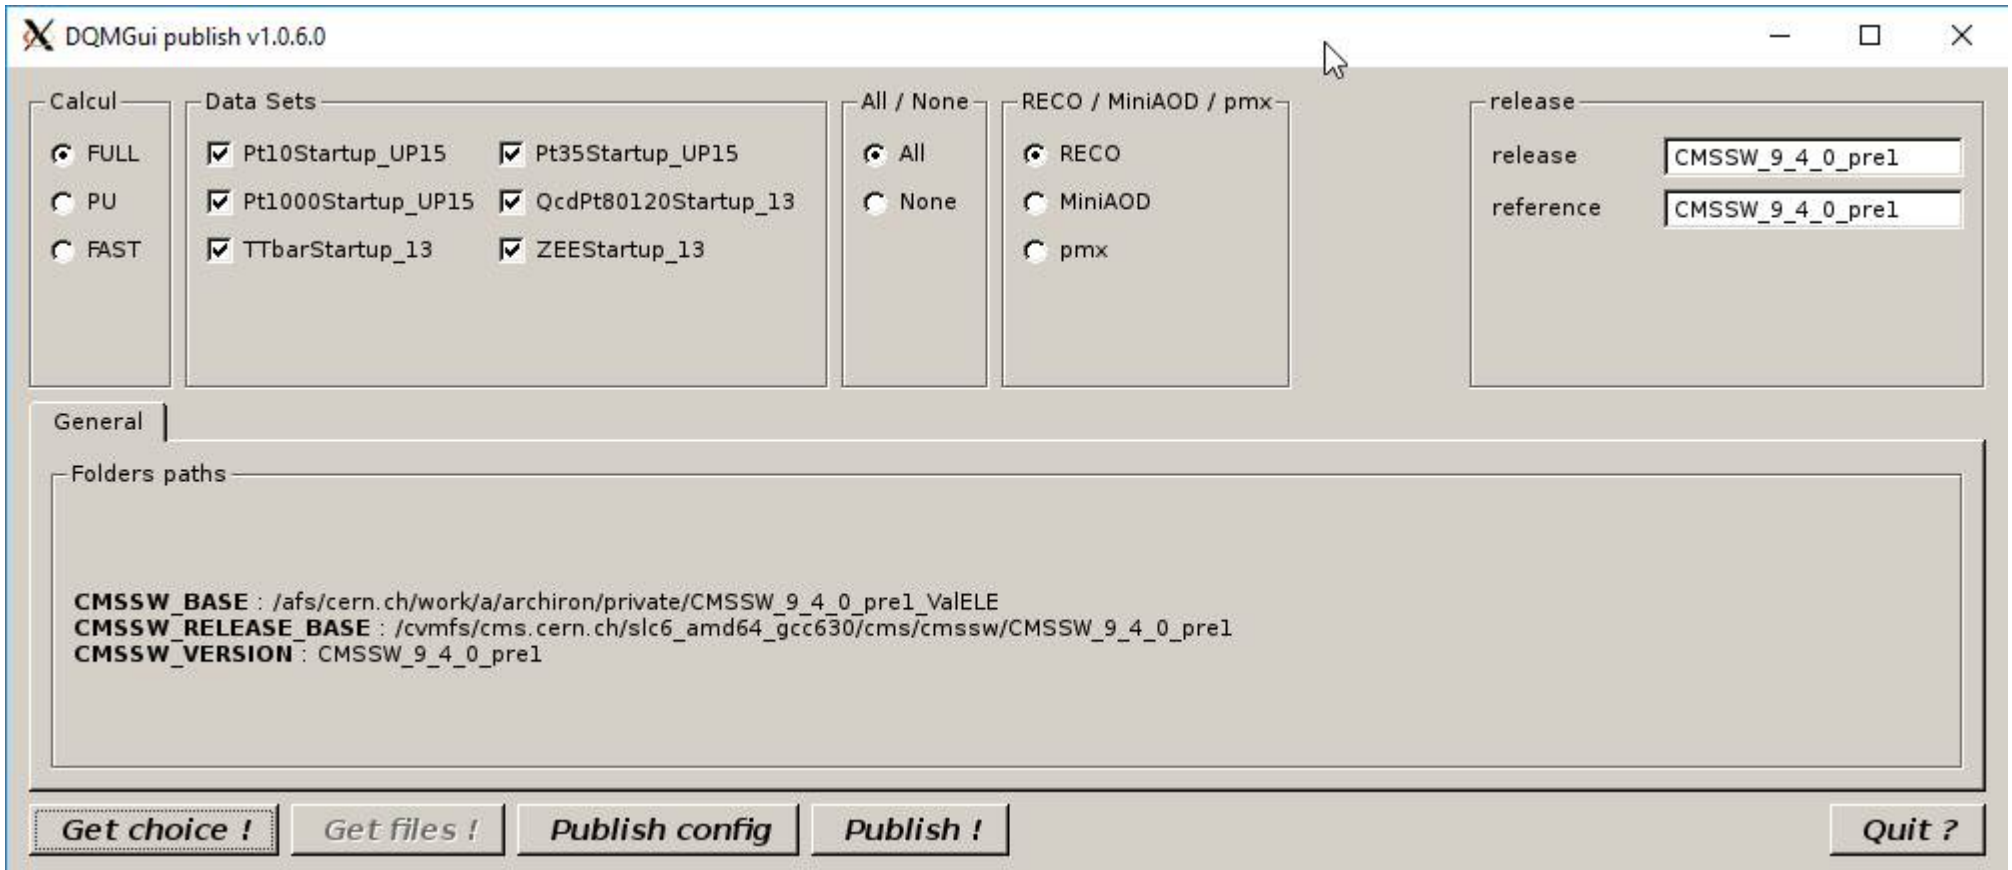 DQMGui publish v1.0.6.0
Calcul
FULL
PU
FAST
Data Sets
Pt10Startup_UP15 Pt35Startup_UP15
Pt1000Startup_UP15 QcdPt80120Startup_13
TTbarStartup_13 ZEEStartup_13
All / None
All
None
RECO / MiniAOD / pmx
RECO
MiniAOD
pmx
release
release CMSSW_9_4_0_pre1
reference CMSSW_9_4_0_pre1
General
Folders paths
CMSSW_BASE : /afs/cern.ch/work/a/archiron/private/CMSSW_9_4_0_pre1_ValELE
CMSSW_RELEASE_BASE : /cvmfs/cms.cern.ch/slc6_amd64_gcc630/cms/cmssw/CMSSW_9_4_0_pre1
CMSSW_VERSION : CMSSW_9_4_0_pre1
Get choice ! Get files ! Publish config Publish ! Quit ?